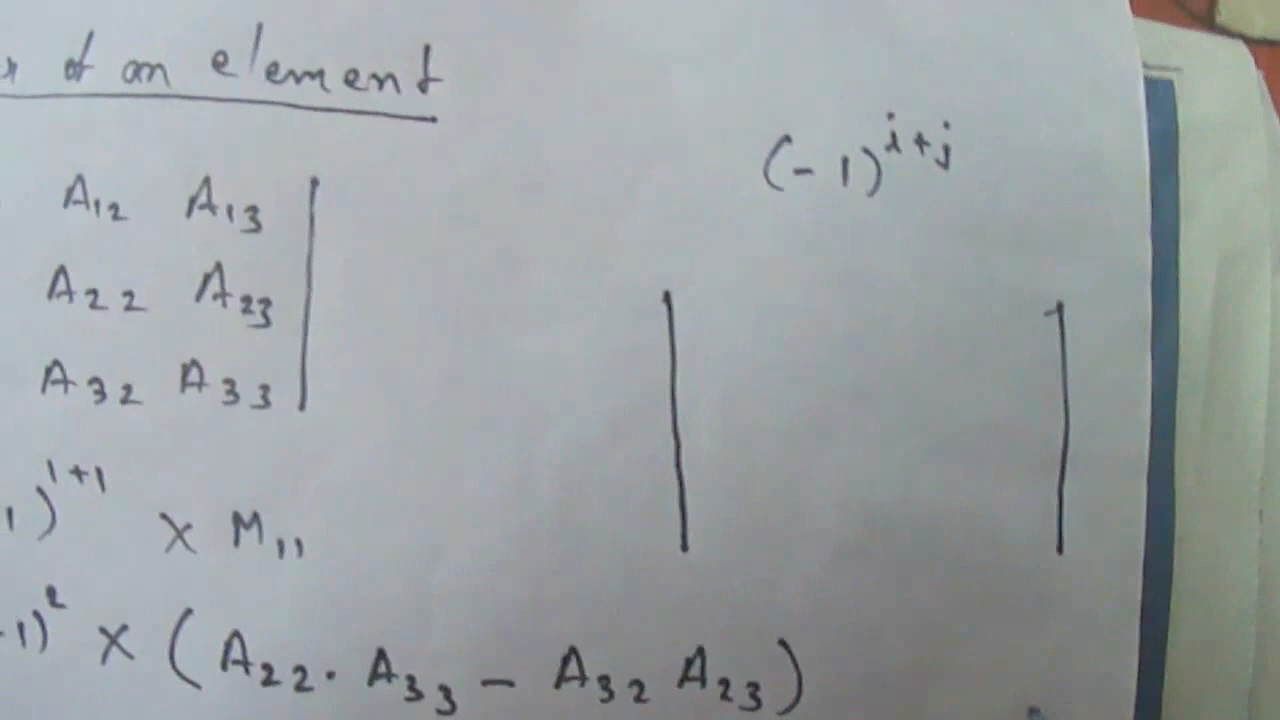 of an element
(-1)^{i+j}
A₁₂ A₁₃
A₂₂ A₂₃
A₃₂ A₃₃
1)^{1+1} × M₁₁
-1)² × (A₂₂ · A₃₃ - A₃₂ A₂₃)